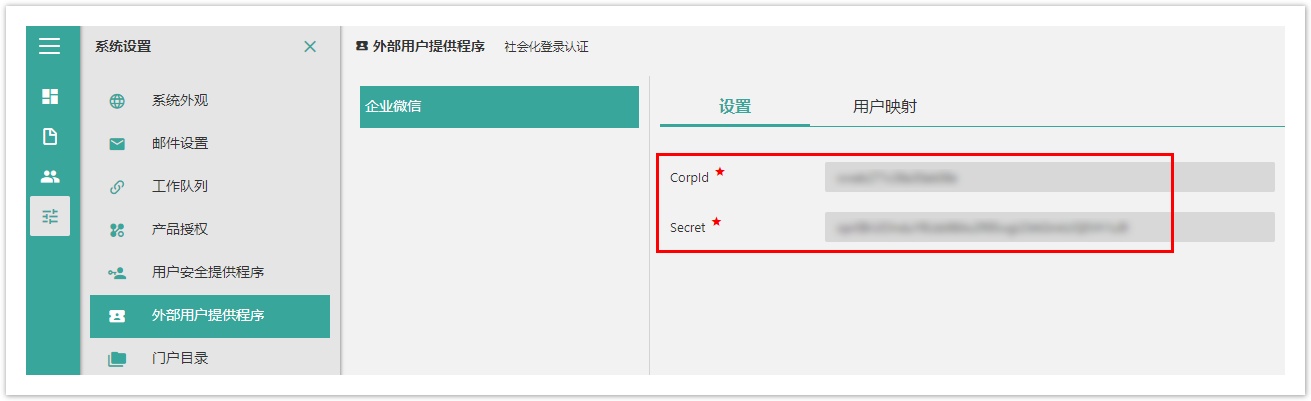 系统设置
系统外观
邮件设置
工作队列
产品授权
用户安全提供程序
外部用户提供程序
门户目录
外部用户提供程序 社会化登录认证
企业微信
设置 用户映射
CorpId
Secret